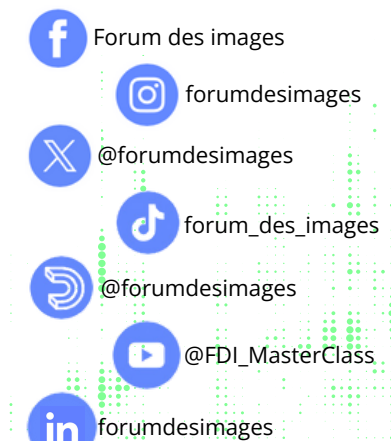 Forum des images
forumdesimages
@forumdesimages
forum_des_images
@forumdesimages
@FDI_MasterClass
forumdesimages